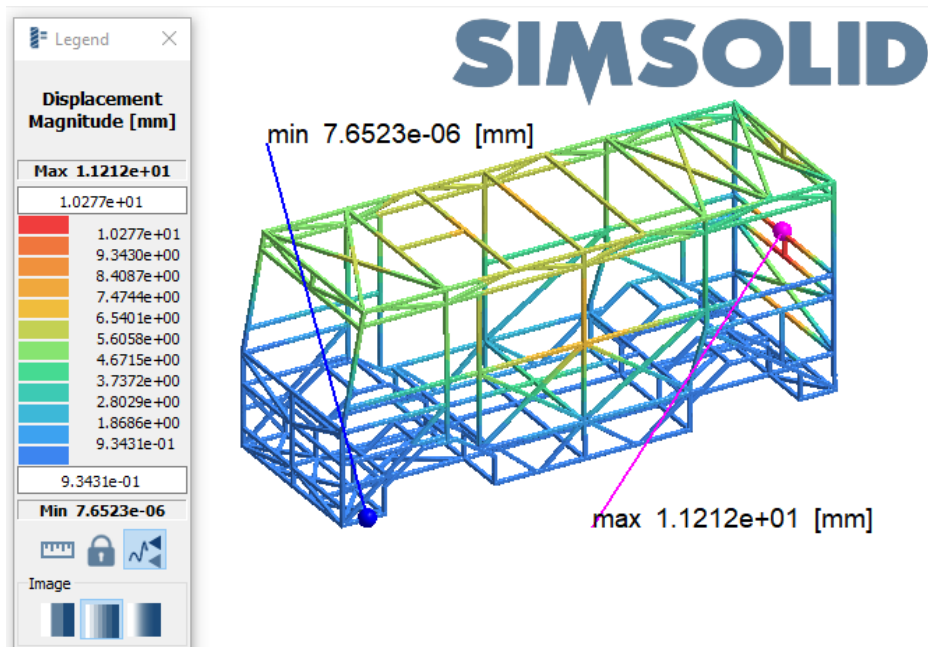 Legend
SIMSOLID
Displacement
Magnitude [mm]
Max 1.1212e+01
1.0277e+01
1.0277e+01
9.3430e+00
8.4087e+00
7.4744e+00
6.5401e+00
5.6058e+00
4.6715e+00
3.7372e+00
2.8029e+00
1.8686e+00
9.3431e-01
9.3431e-01
Min 7.6523e-06
Image
min 7.6523e-06 [mm]
max 1.1212e+01 [mm]